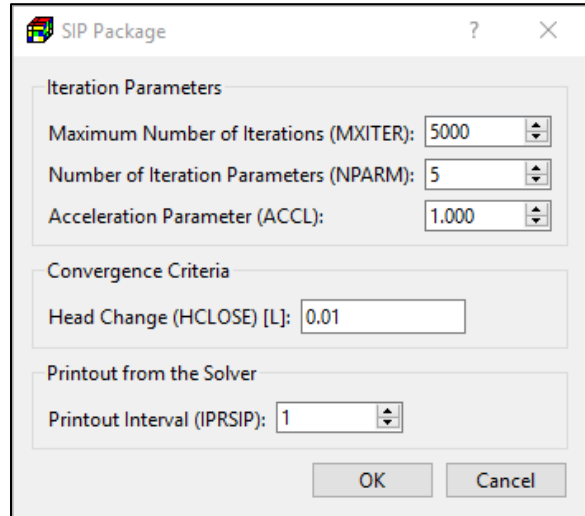 SIP Package
Iteration Parameters
Maximum Number of Iterations (MXITER): 5000
Number of Iteration Parameters (NPARM): 5
Acceleration Parameter (ACCL): 1.000
Convergence Criteria
Head Change (HCLOSE) [L]: 0.01
Printout from the Solver
Printout Interval (IPRSIP): 1
OK Cancel